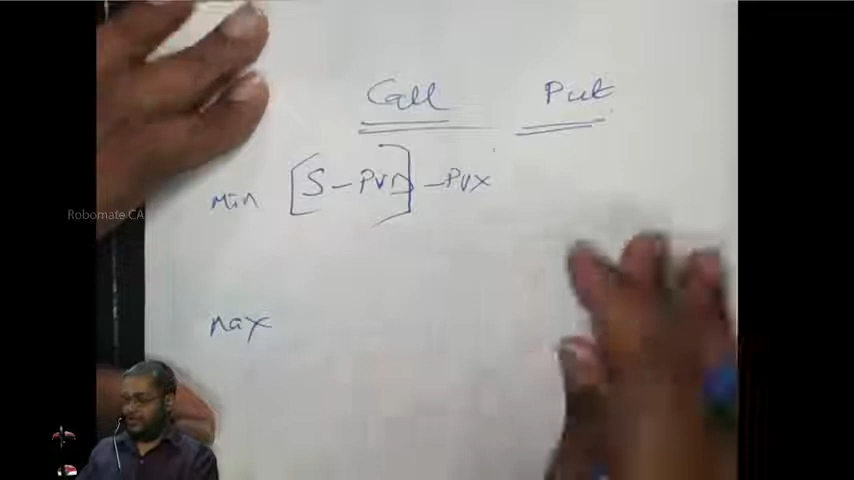 Call Put
Min [S - PVD] - PVX
Robomate CA
Max